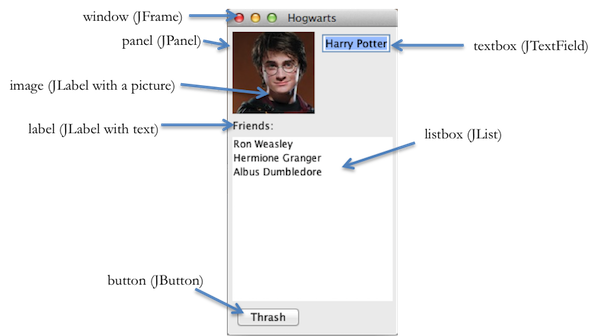 window (JFrame)
Hogwarts
panel (JPanel)
Harry Potter
textbox (JTextField)
image (JLabel with a picture)
label (JLabel with text)
Friends:
listbox (JList)
Ron Weasley
Hermione Granger
Albus Dumbledore
button (JButton)
Thrash